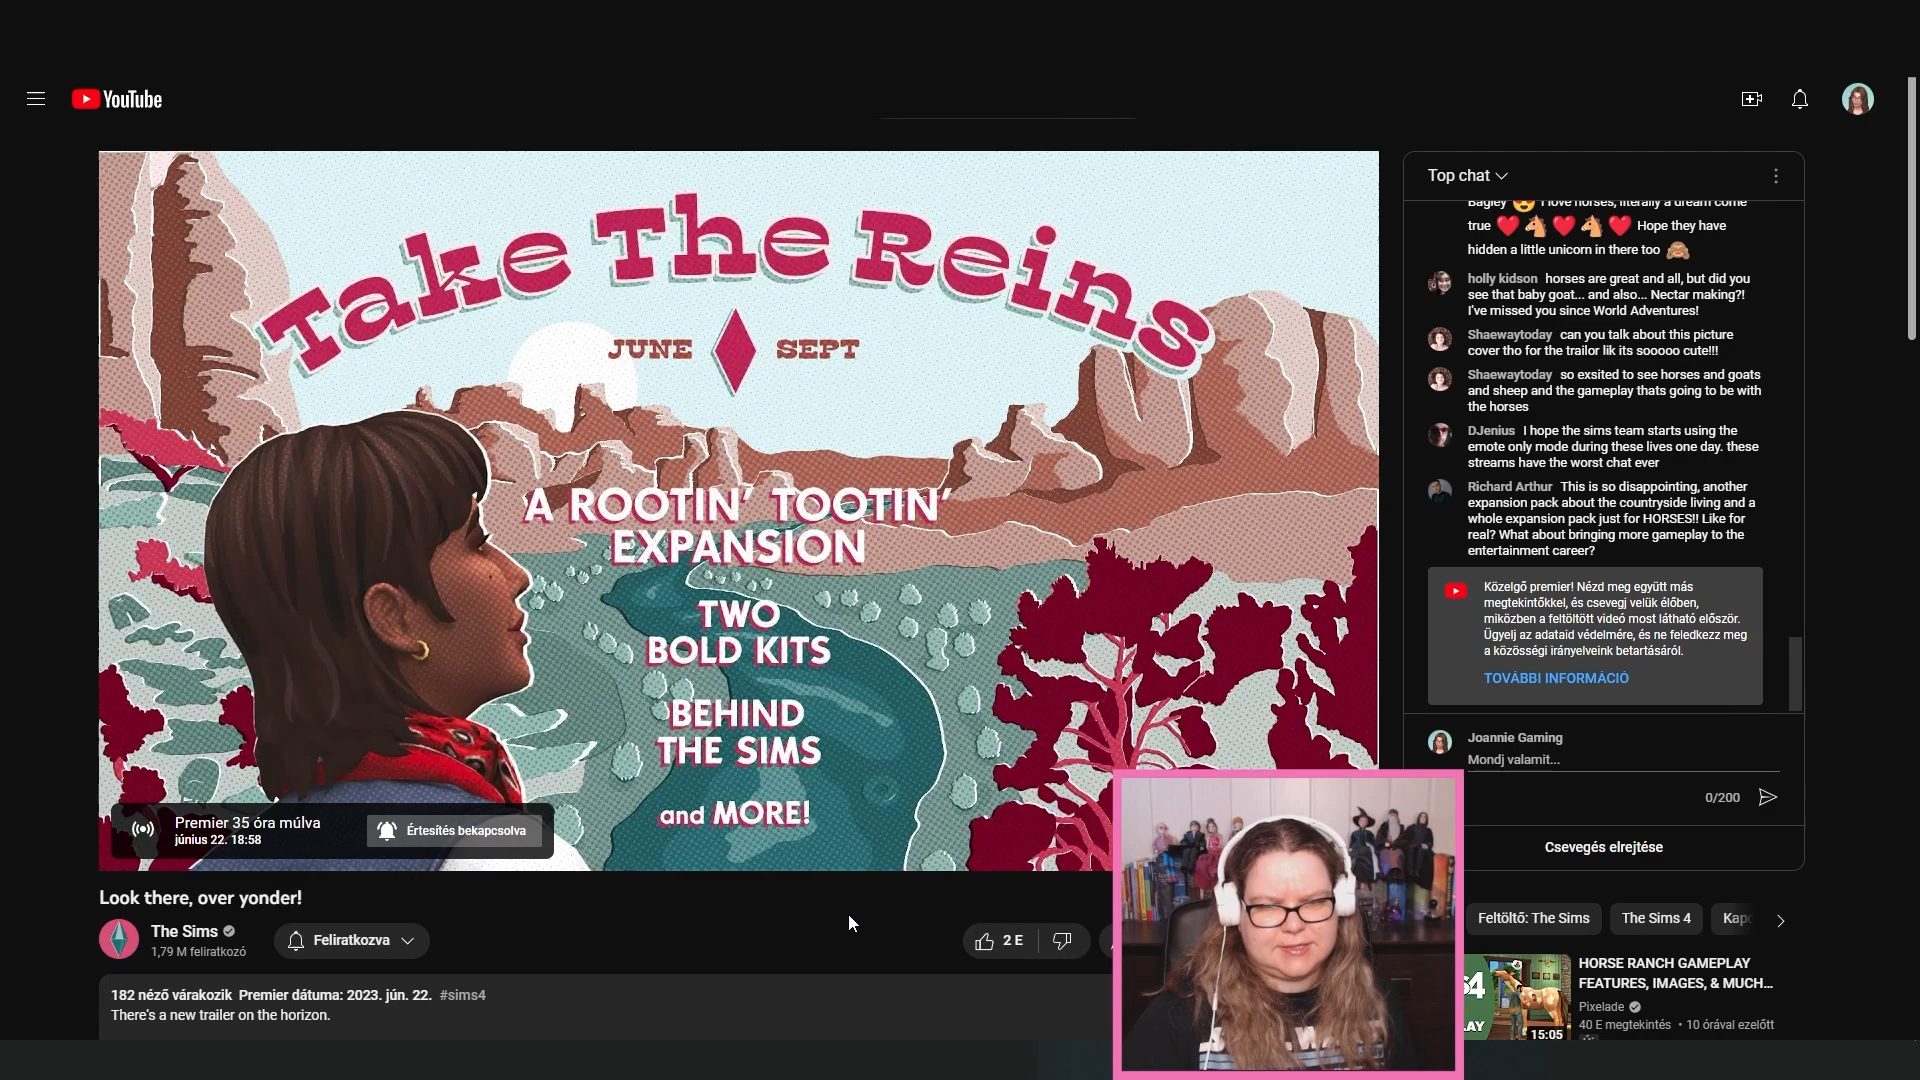 YouTube
Take The Reins
JUNE SEPT
A ROOTIN' TOOTIN'
EXPANSION
TWO
BOLD KITS
BEHIND
THE SIMS
and MORE!
Premier 35 óra múlva
június 22. 18:58
Értesítés bekapcsolva
Look there, over yonder!
The Sims
1,79 M feliratkozó
Feliratkozva
2 E
182 néző várakozik Premier dátuma: 2023. jún. 22. #sims4
There's a new trailer on the horizon.
Top chat
Bagley I love horses, literally a dream come
true Hope they have
hidden a little unicorn in there too
holly kidson horses are great and all, but did you
see that baby goat... and also... Nectar making?!
I've missed you since World Adventures!
Shaewaytoday can you talk about this picture
cover tho for the trailor lik its sooooo cute!!!
Shaewaytoday so exsited to see horses and goats
and sheep and the gameplay thats going to be with
the horses
DJenius I hope the sims team starts using the
emote only mode during these lives one day. these
streams have the worst chat ever
Richard Arthur This is so disappointing, another
expansion pack about the countryside living and a
whole expansion pack just for HORSES!! Like for
real? What about bringing more gameplay to the
entertainment career?
Közelgő premier! Nézd meg együtt más
megtekintőkkel, és csevegj velük élőben,
miközben a feltöltött videó most látható először.
Ügyelj az adataid védelmére, és ne feledkezz meg
a közösségi irányelveink betartásáról.
TOVÁBBI INFORMÁCIÓ
Joannie Gaming
Mondj valamit...
0/200
Csevegés elrejtése
Feltöltő: The Sims
The Sims 4
HORSE RANCH GAMEPLAY
FEATURES, IMAGES, & MUCH...
Pixelade
40 E megtekintés • 10 órával ezelőtt
15:05